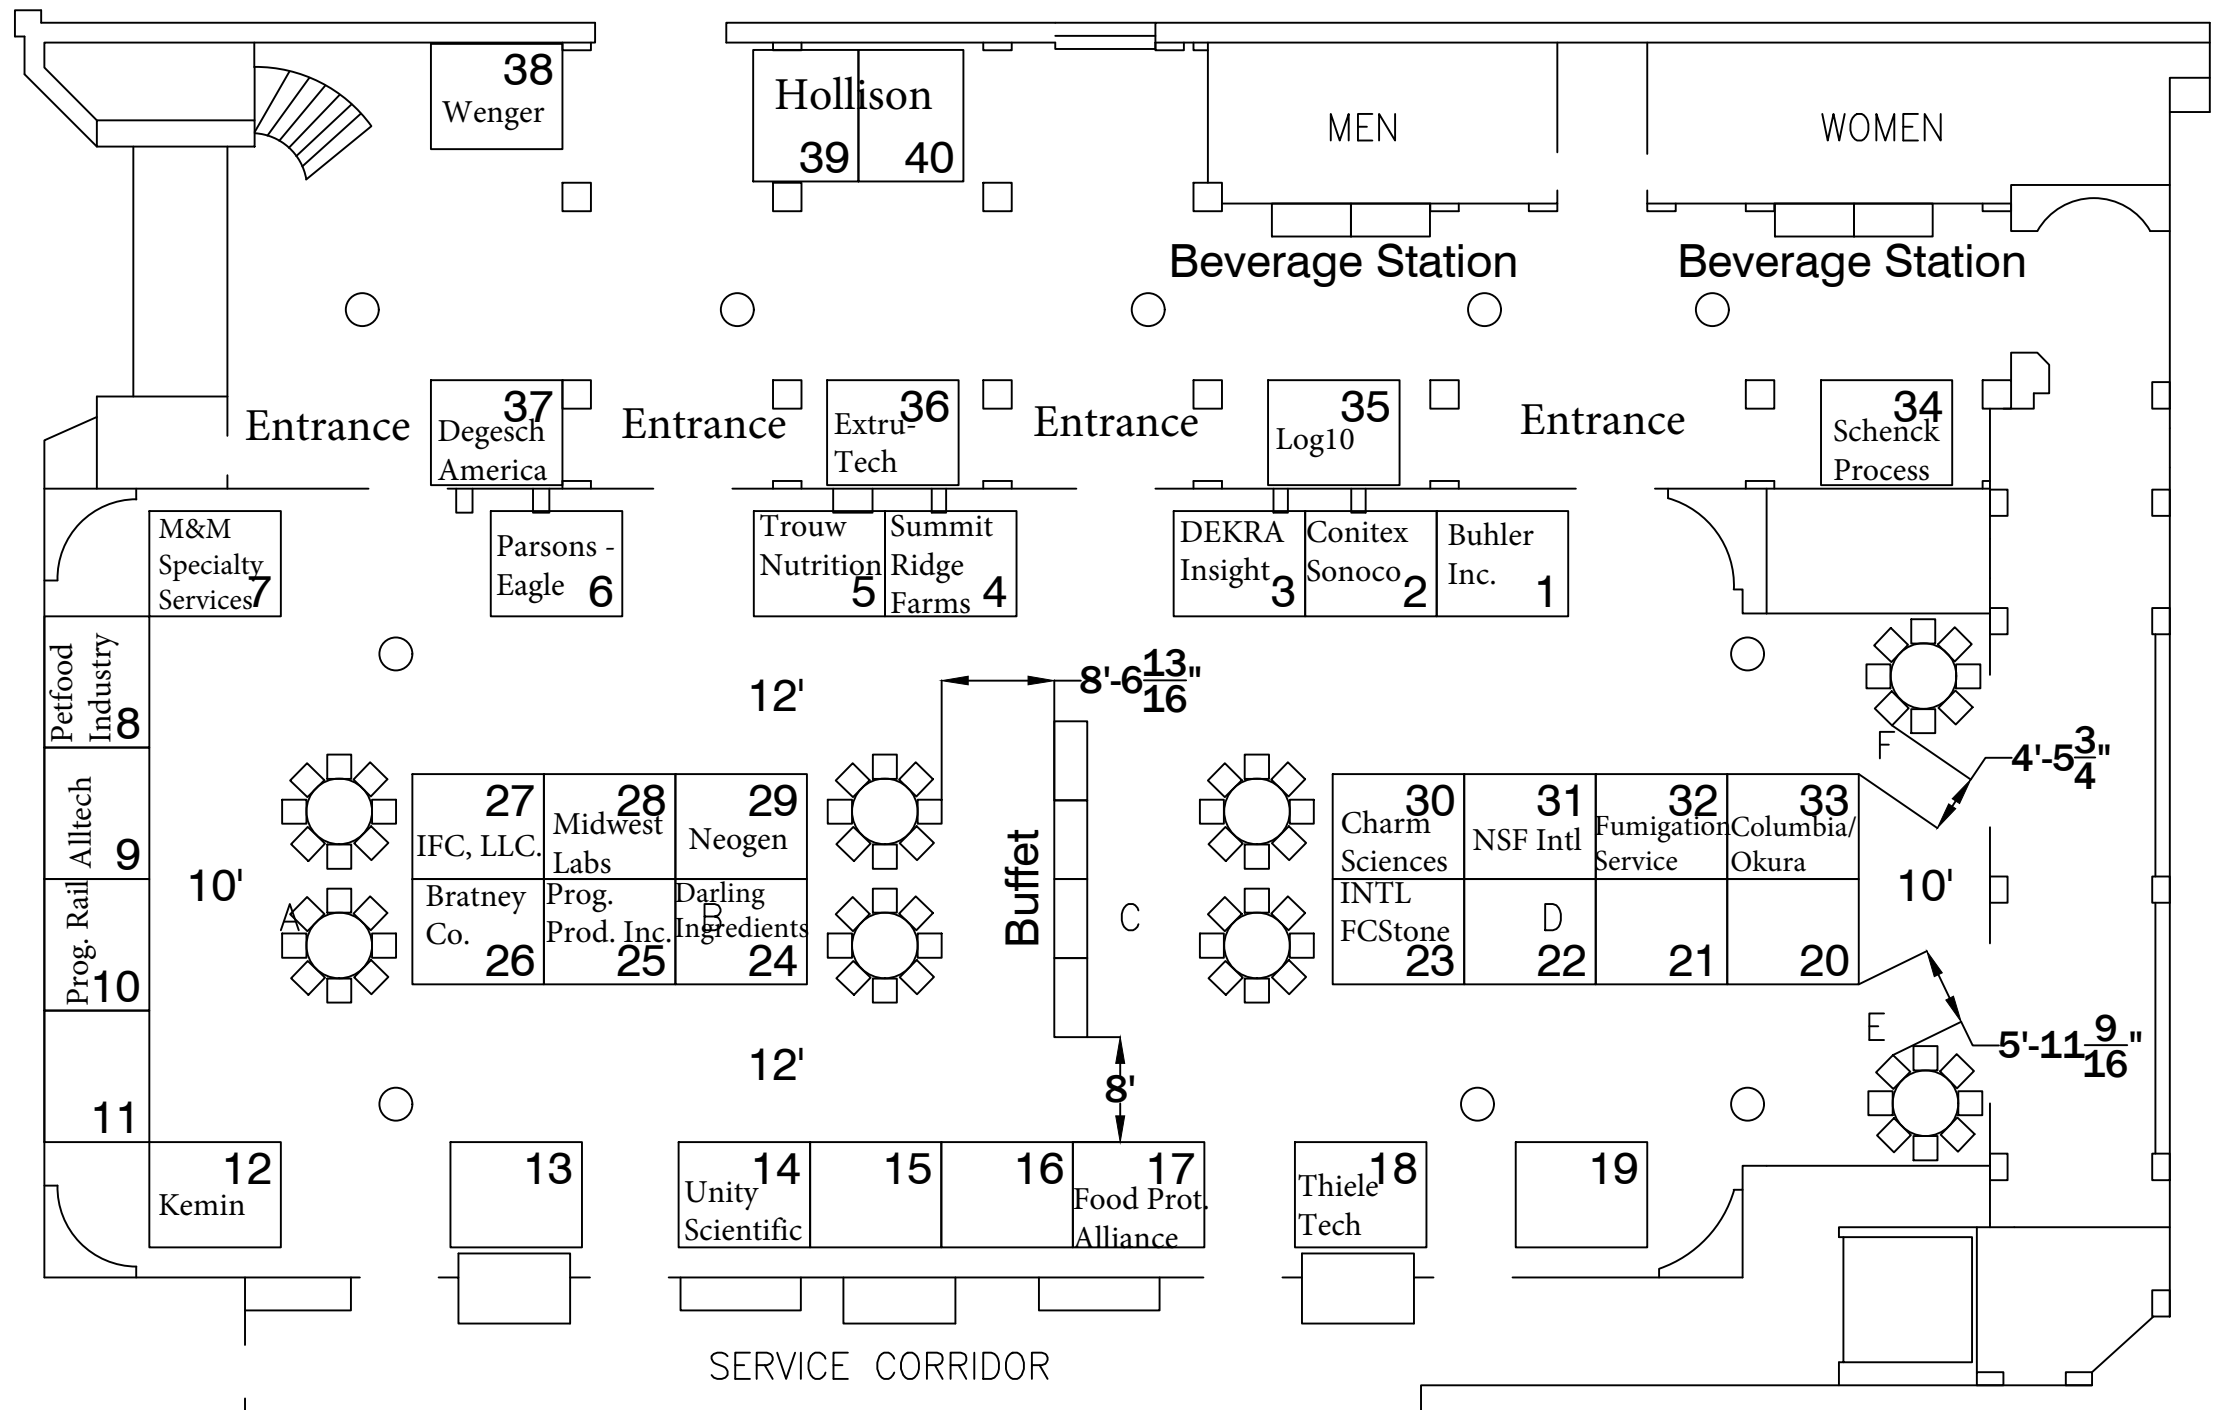 38
Wenger
Hollison
39
40
MEN
WOMEN
Beverage Station
Beverage Station
Entrance
37
Degesch
America
Entrance
36
Extru-
Tech
Entrance
35
Log10
Entrance
34
Schenck
Process
M&M
Specialty
Services
7
Parsons -
Eagle
6
Trouw
Nutrition
5
Summit
Ridge
Farms
4
DEKRA
Insight
3
Conitex
Sonoco
2
Buhler
Inc.
1
Petfood
Industry
8
12'
8'-6 13/16"
F
4'-5 3/4"
Alltech
9
10'
27
IFC, LLC.
28
Midwest
Labs
29
Neogen
Buffet
30
Charm
Sciences
31
NSF Intl
32
Fumigation
Service
33
Columbia/
Okura
10'
Prog. Rail
10
A
Bratney
Co.
26
Prog.
Prod. Inc.
25
Darling
Ingredients
B
24
C
INTL
FCStone
23
D
22
21
20
11
12'
8'
E
5'-11 9/16"
12
Kemin
13
14
Unity
Scientific
15
16
17
Food Prot.
Alliance
18
Thiele
Tech
19
SERVICE CORRIDOR